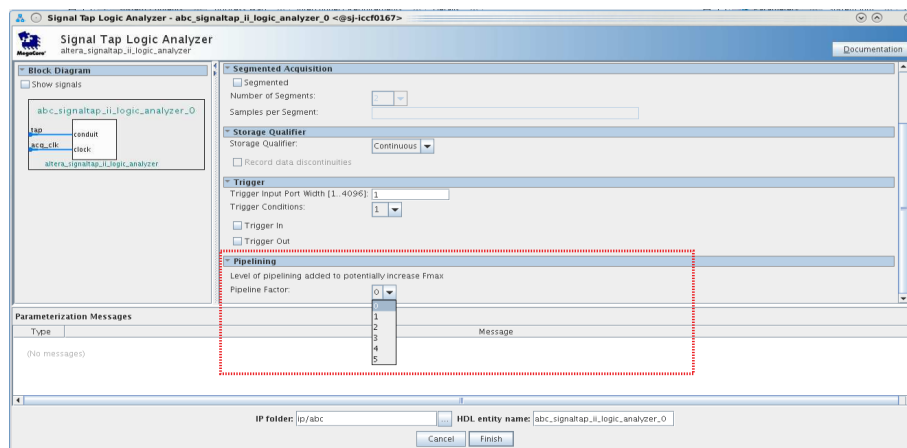 Signal Tap Logic Analyzer - abc_signaltap_ii_logic_analyzer_0 <@sj-iccf0167>
MegaCore'
Signal Tap Logic Analyzer
altera_signaltap_ii_logic_analyzer
Documentation
Block Diagram
Show signals
abc_signaltap_ii_logic_analyzer_0
tap
conduit
acq_clk
clock
altera_signaltap_ii_logic_analyzer
Segmented Acquisition
Segmented
Number of Segments:
2
Samples per Segment:
Storage Qualifier
Storage Qualifier:
Continuous
Record data discontinuities
Trigger
Trigger Input Port Width [1..4096]:
1
Trigger Conditions:
1
Trigger In
Trigger Out
Pipelining
Level of pipelining added to potentially increase Fmax
Pipeline Factor:
0
0
1
2
3
4
5
Parameterization Messages
Type Message
(No messages)
IP folder: ip/abc ... HDL entity name: abc_signaltap_ii_logic_analyzer_0
Cancel Finish